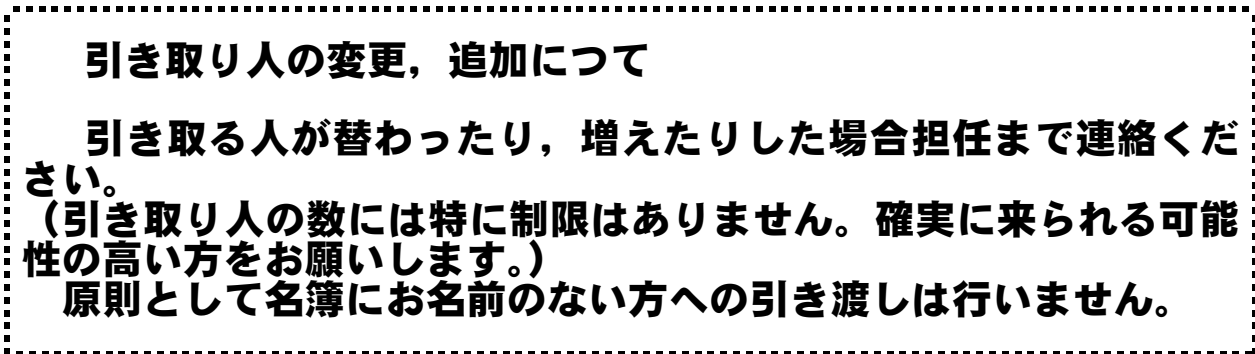 引き取り人の変更，追加につて
引き取る人が替わったり，増えたりした場合担任まで連絡くだ
さい。
（引き取り人の数には特に制限はありません。確実に来られる可能
性の高い方をお願いします。）
原則として名簿にお名前のない方への引き渡しは行いません。